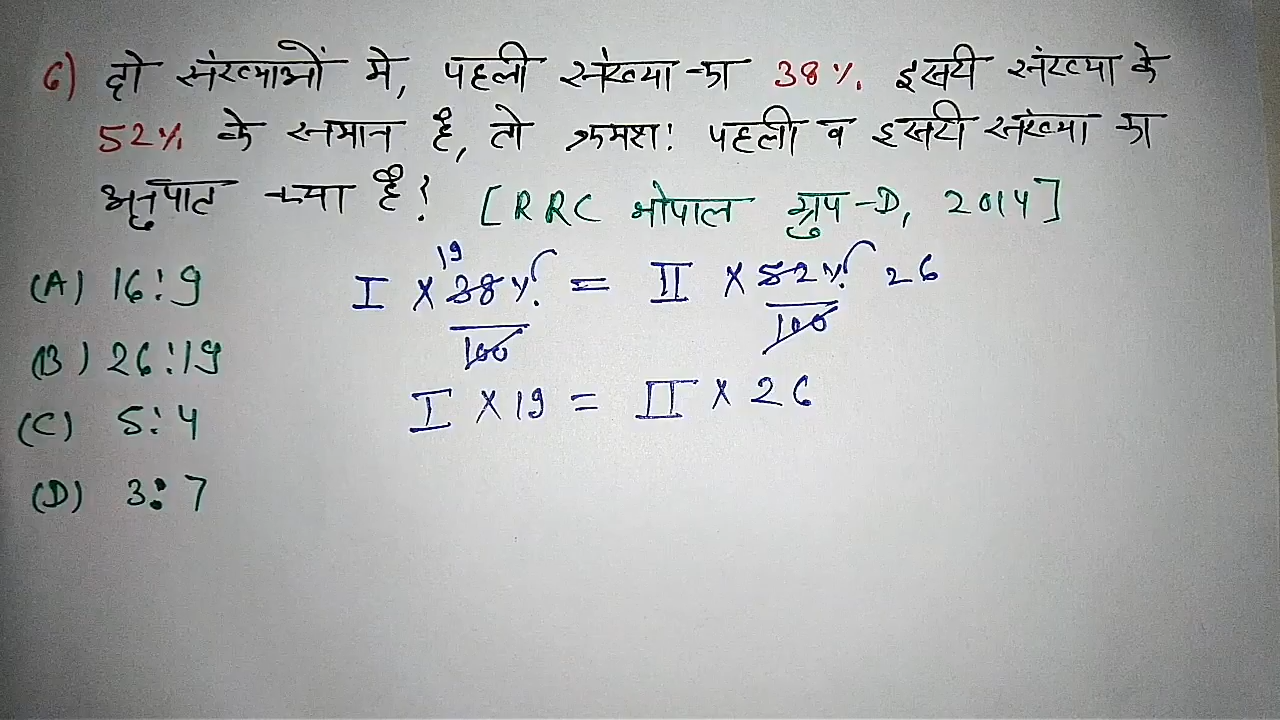 6) दो संख्याओं मे, पहली संख्या का 38%. दुसरी संख्या के
52% के समान है, तो क्रमश: पहली व दुसरी संख्या का
अनुपात क्या है? [RRC भोपाल ग्रुप-D, 2014]
(A) 16:9
(B) 26:19
(C) 5:4
(D) 3:7
19
I × 38% = II × 52% 26
100 100
I × 19 = II × 26